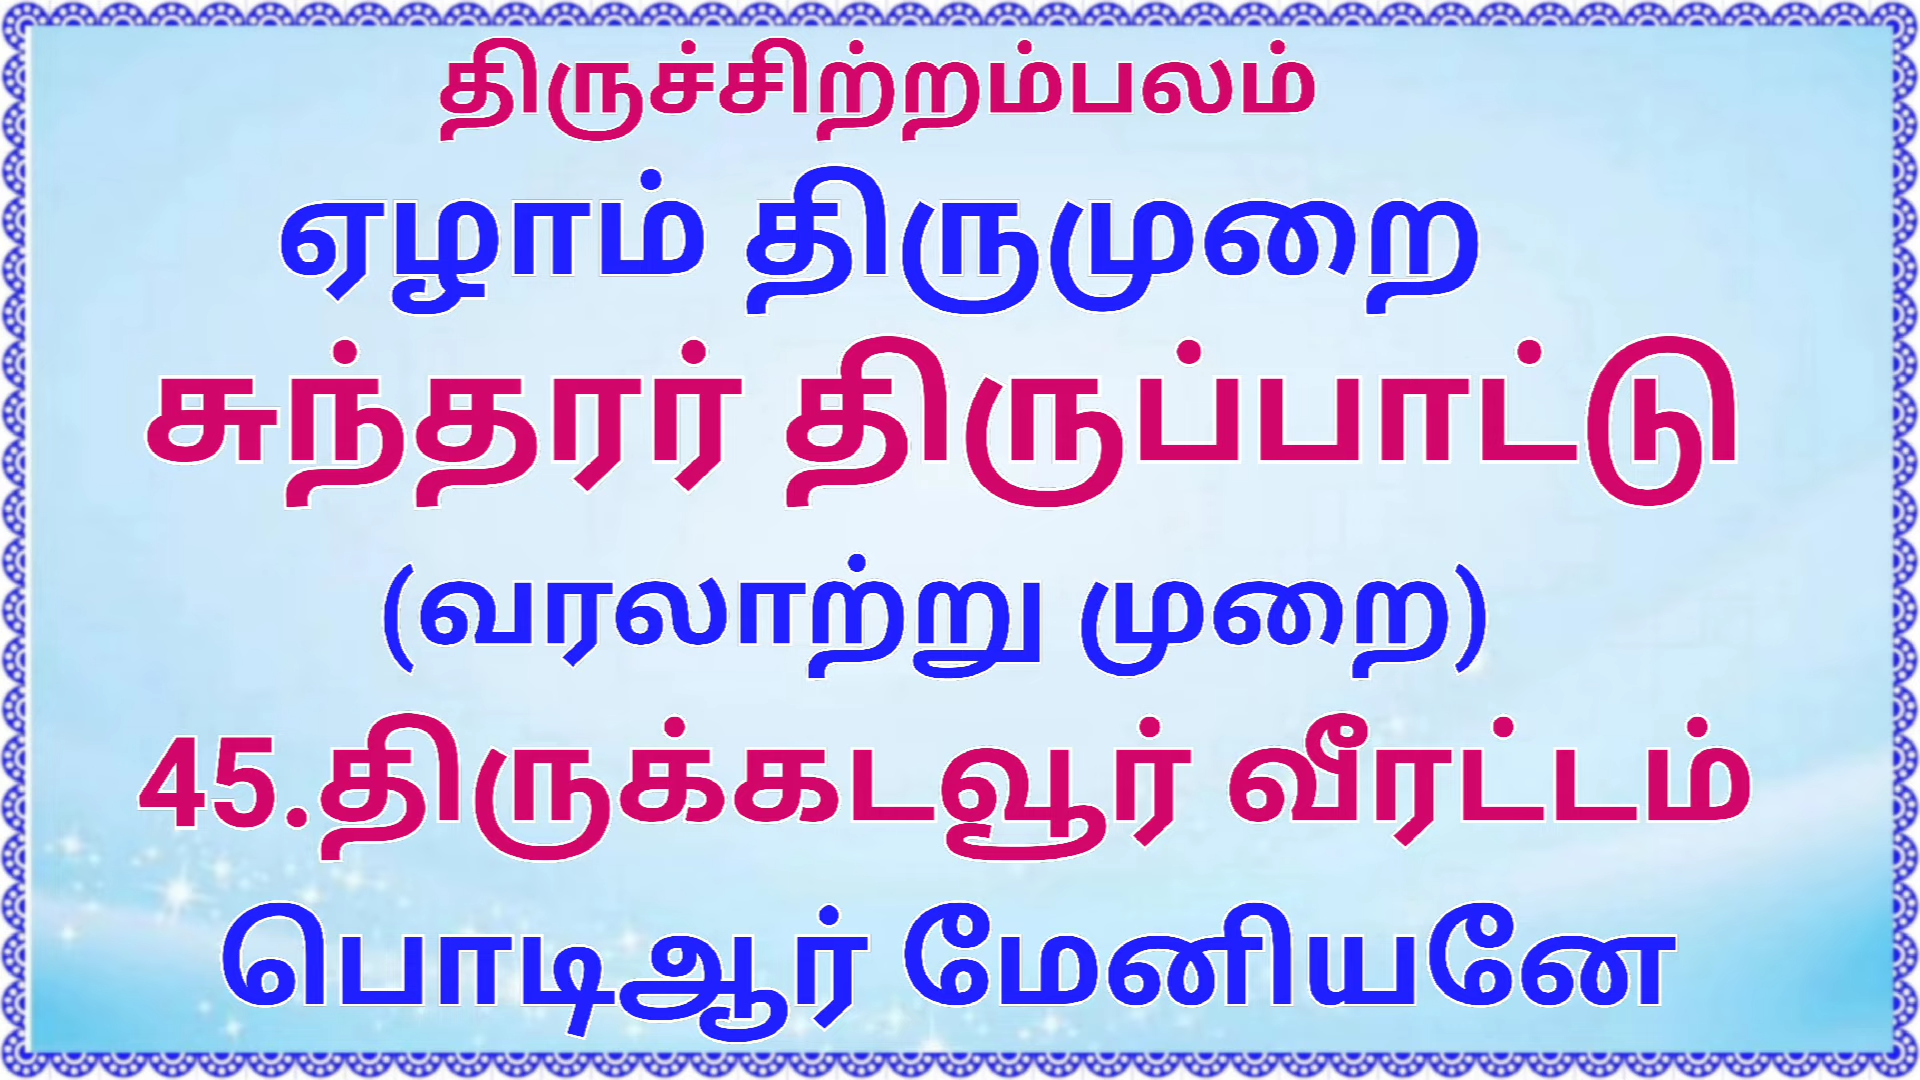 திருச்சிற்றம்பலம்
ஏழாம் திருமுறை
சுந்தரர் திருப்பாட்டு
(வரலாற்று முறை)
45.திருக்கடவூர் வீரட்டம்
பொடிஆர் மேனியனே